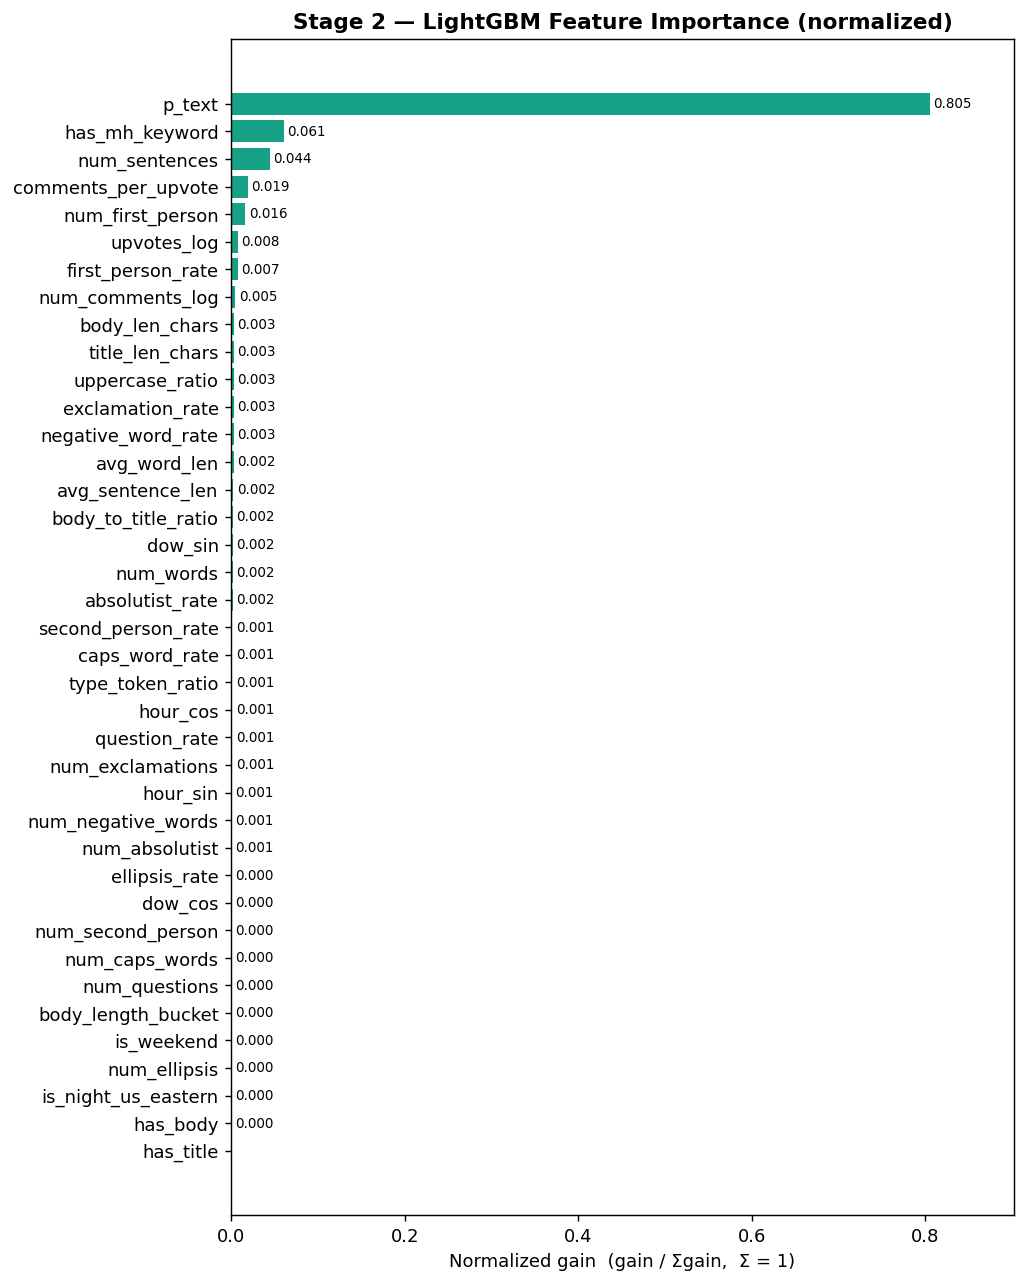 Stage 2 — LightGBM Feature Importance (normalized)
p_text 0.805
has_mh_keyword 0.061
num_sentences 0.044
comments_per_upvote 0.019
num_first_person 0.016
upvotes_log 0.008
first_person_rate 0.007
num_comments_log 0.005
body_len_chars 0.003
title_len_chars 0.003
uppercase_ratio 0.003
exclamation_rate 0.003
negative_word_rate 0.003
avg_word_len 0.002
avg_sentence_len 0.002
body_to_title_ratio 0.002
dow_sin 0.002
num_words 0.002
absolutist_rate 0.002
second_person_rate 0.001
caps_word_rate 0.001
type_token_ratio 0.001
hour_cos 0.001
question_rate 0.001
num_exclamations 0.001
hour_sin 0.001
num_negative_words 0.001
num_absolutist 0.001
ellipsis_rate 0.000
dow_cos 0.000
num_second_person 0.000
num_caps_words 0.000
num_questions 0.000
body_length_bucket 0.000
is_weekend 0.000
num_ellipsis 0.000
is_night_us_eastern 0.000
has_body 0.000
has_title
0.0 0.2 0.4 0.6 0.8
Normalized gain (gain / Σgain, Σ = 1)